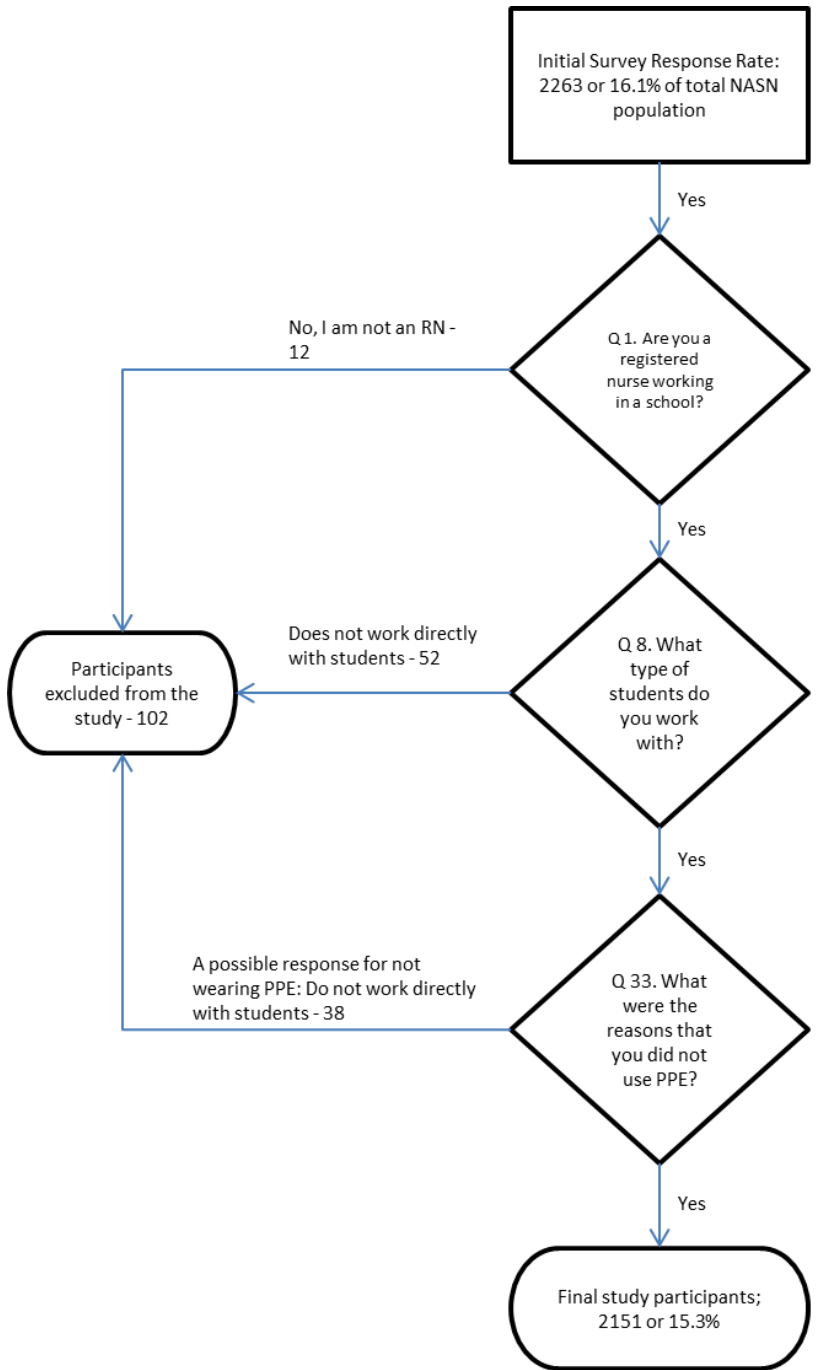 Initial Survey Response Rate:
2263 or 16.1% of total NASN
population
Yes
No, I am not an RN -
12
Q 1. Are you a
registered
nurse working
in a school?
Yes
Does not work directly
with students - 52
Participants
excluded from the
study - 102
Q 8. What
type of
students do
you work
with?
Yes
A possible response for not
wearing PPE: Do not work directly
with students - 38
Q 33. What
were the
reasons that
you did not
use PPE?
Yes
Final study participants;
2151 or 15.3%